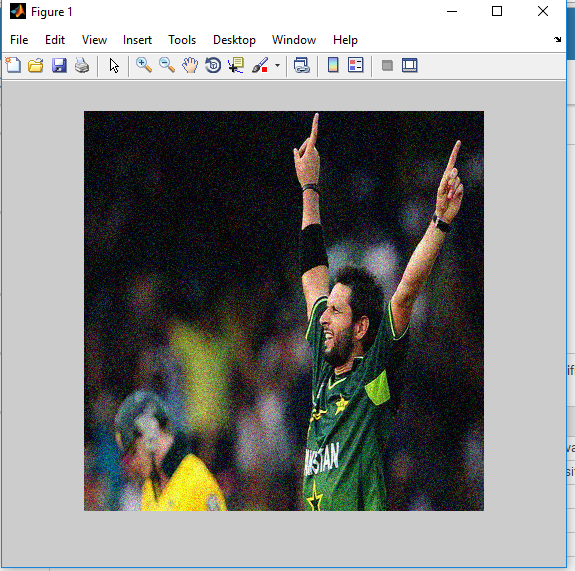 Figure 1
File Edit View Insert Tools Desktop Window Help
KISTAN